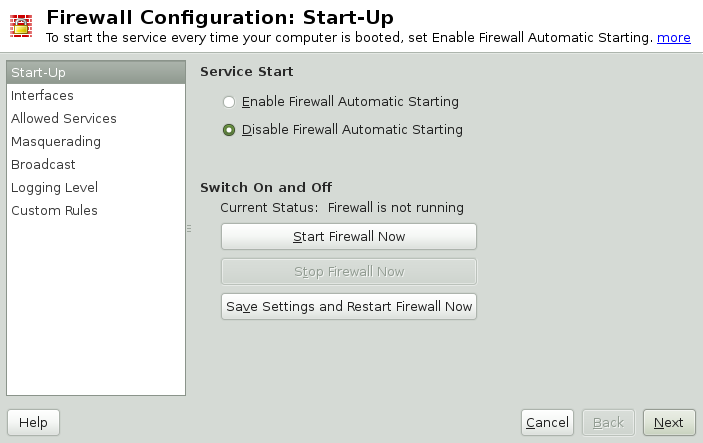 Firewall Configuration: Start-Up
To start the service every time your computer is booted, set Enable Firewall Automatic Starting. more
Start-Up
Interfaces
Allowed Services
Masquerading
Broadcast
Logging Level
Custom Rules
Service Start
Enable Firewall Automatic Starting
Disable Firewall Automatic Starting
Switch On and Off
Current Status: Firewall is not running
Start Firewall Now
Stop Firewall Now
Save Settings and Restart Firewall Now
Help
Cancel
Back
Next